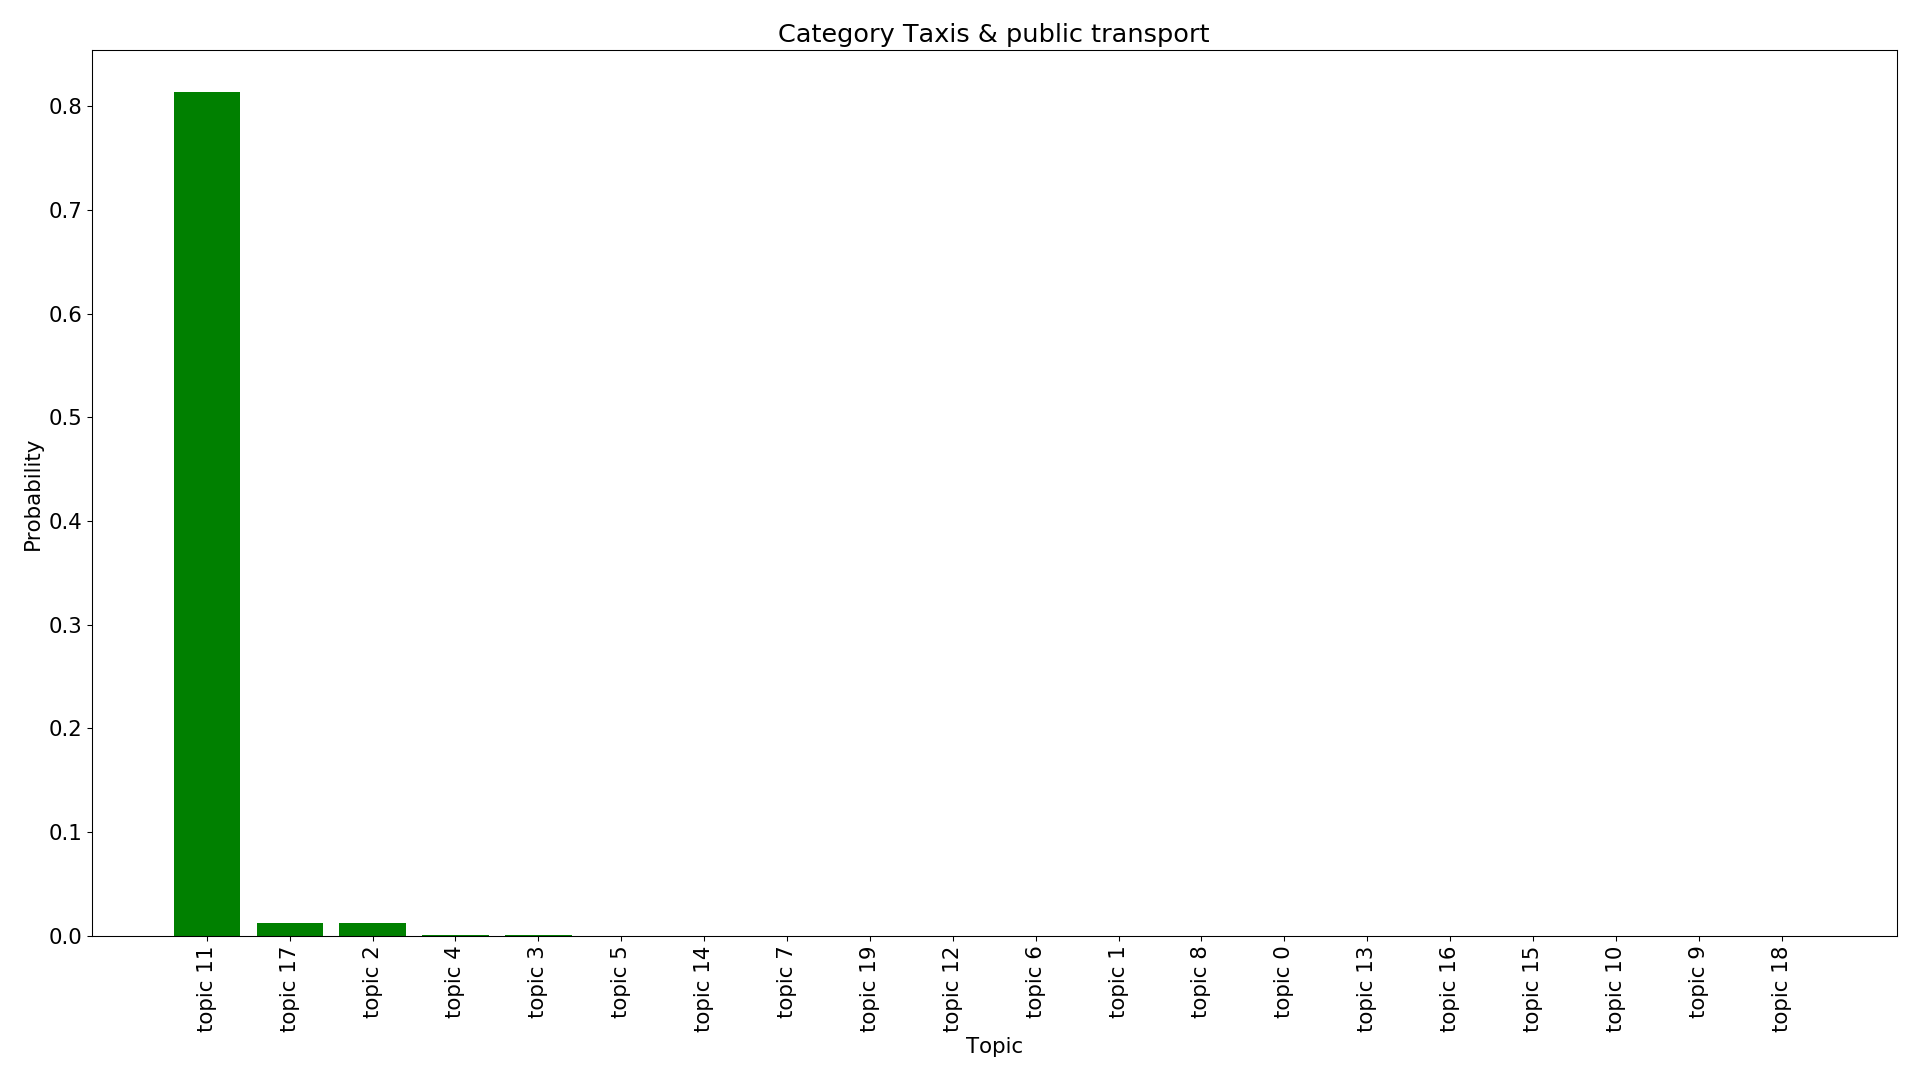 Category Taxis & public transport
Probability
0.8
0.7
0.6
0.5
0.4
0.3
0.2
0.1
0.0
topic 11
topic 17
topic 2
topic 4
topic 3
topic 5
topic 14
topic 7
topic 19
topic 12
topic 6
topic 1
topic 8
topic 0
topic 13
topic 16
topic 15
topic 10
topic 9
topic 18
Topic